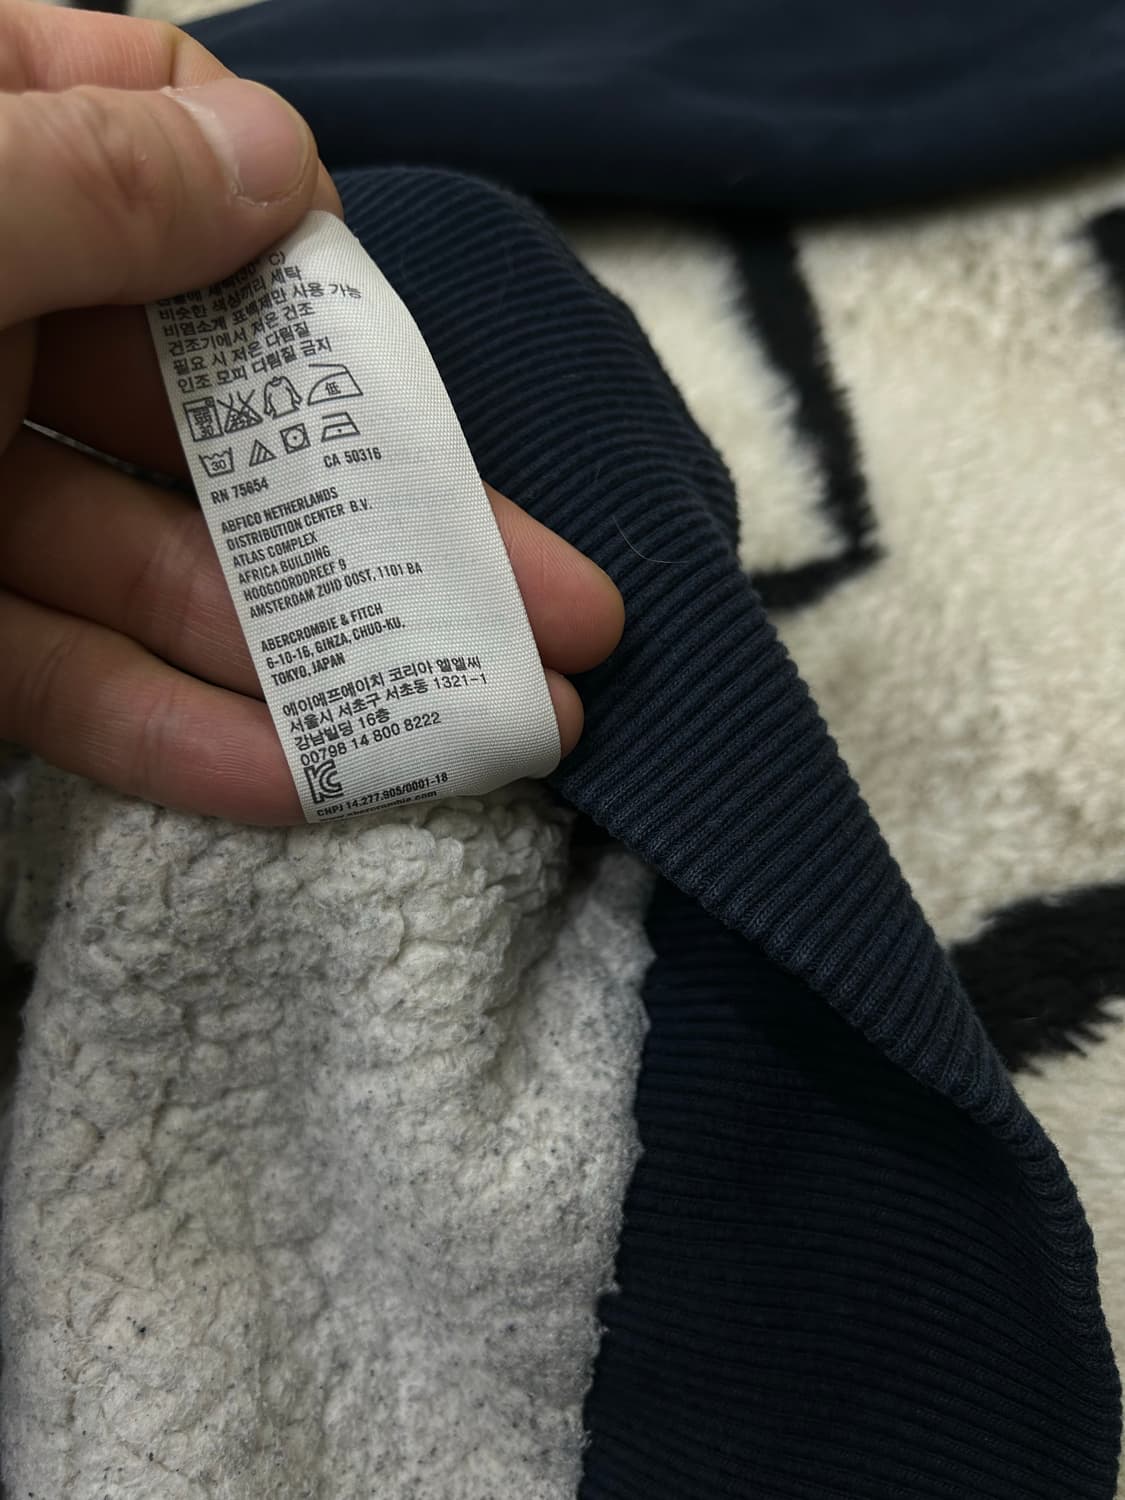 비슷한 색상끼리 세탁
비염소계 표백제만 사용 가능
건조기에서 저온 건조
필요 시 저온 다림질
인조 모피 다림질 금지
低
30
CA 50316
RN 75654
ABFICO NETHERLANDS
DISTRIBUTION CENTER B.V.
ATLAS COMPLEX
AFRICA BUILDING
HOOGOORDDREEF 9
AMSTERDAM ZUID OOST, 1101 BA
ABERCROMBIE & FITCH
6-10-16, GINZA, CHUO-KU,
TOKYO, JAPAN
에이에프에이치 코리아 엘엘씨
서울시 서초구 서초동 1321-1
강남빌딩 16층
00798 14 800 8222
CNPJ 14.277.905/0001-18
www.abercrombie.com